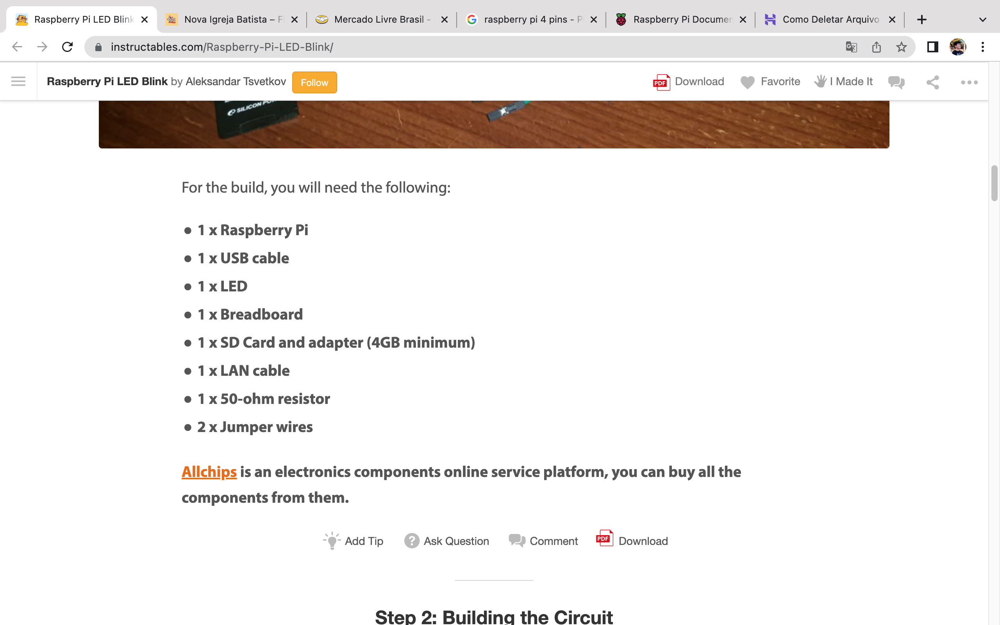 Raspberry Pi LED Blink
Nova Igreja Batista –
Mercado Livre Brasil -
raspberry pi 4 pins -
Raspberry Pi Documen
Como Deletar Arquivo
instructables.com/Raspberry-Pi-LED-Blink/
Raspberry Pi LED Blink by Aleksandar Tsvetkov Follow
PDF Download Favorite I Made It
SILICON POW
For the build, you will need the following:
● 1 x Raspberry Pi
● 1 x USB cable
● 1 x LED
● 1 x Breadboard
● 1 x SD Card and adapter (4GB minimum)
● 1 x LAN cable
● 1 x 50-ohm resistor
● 2 x Jumper wires
Allchips is an electronics components online service platform, you can buy all the
components from them.
Add Tip ? Ask Question Comment PDF Download
Step 2: Building the Circuit